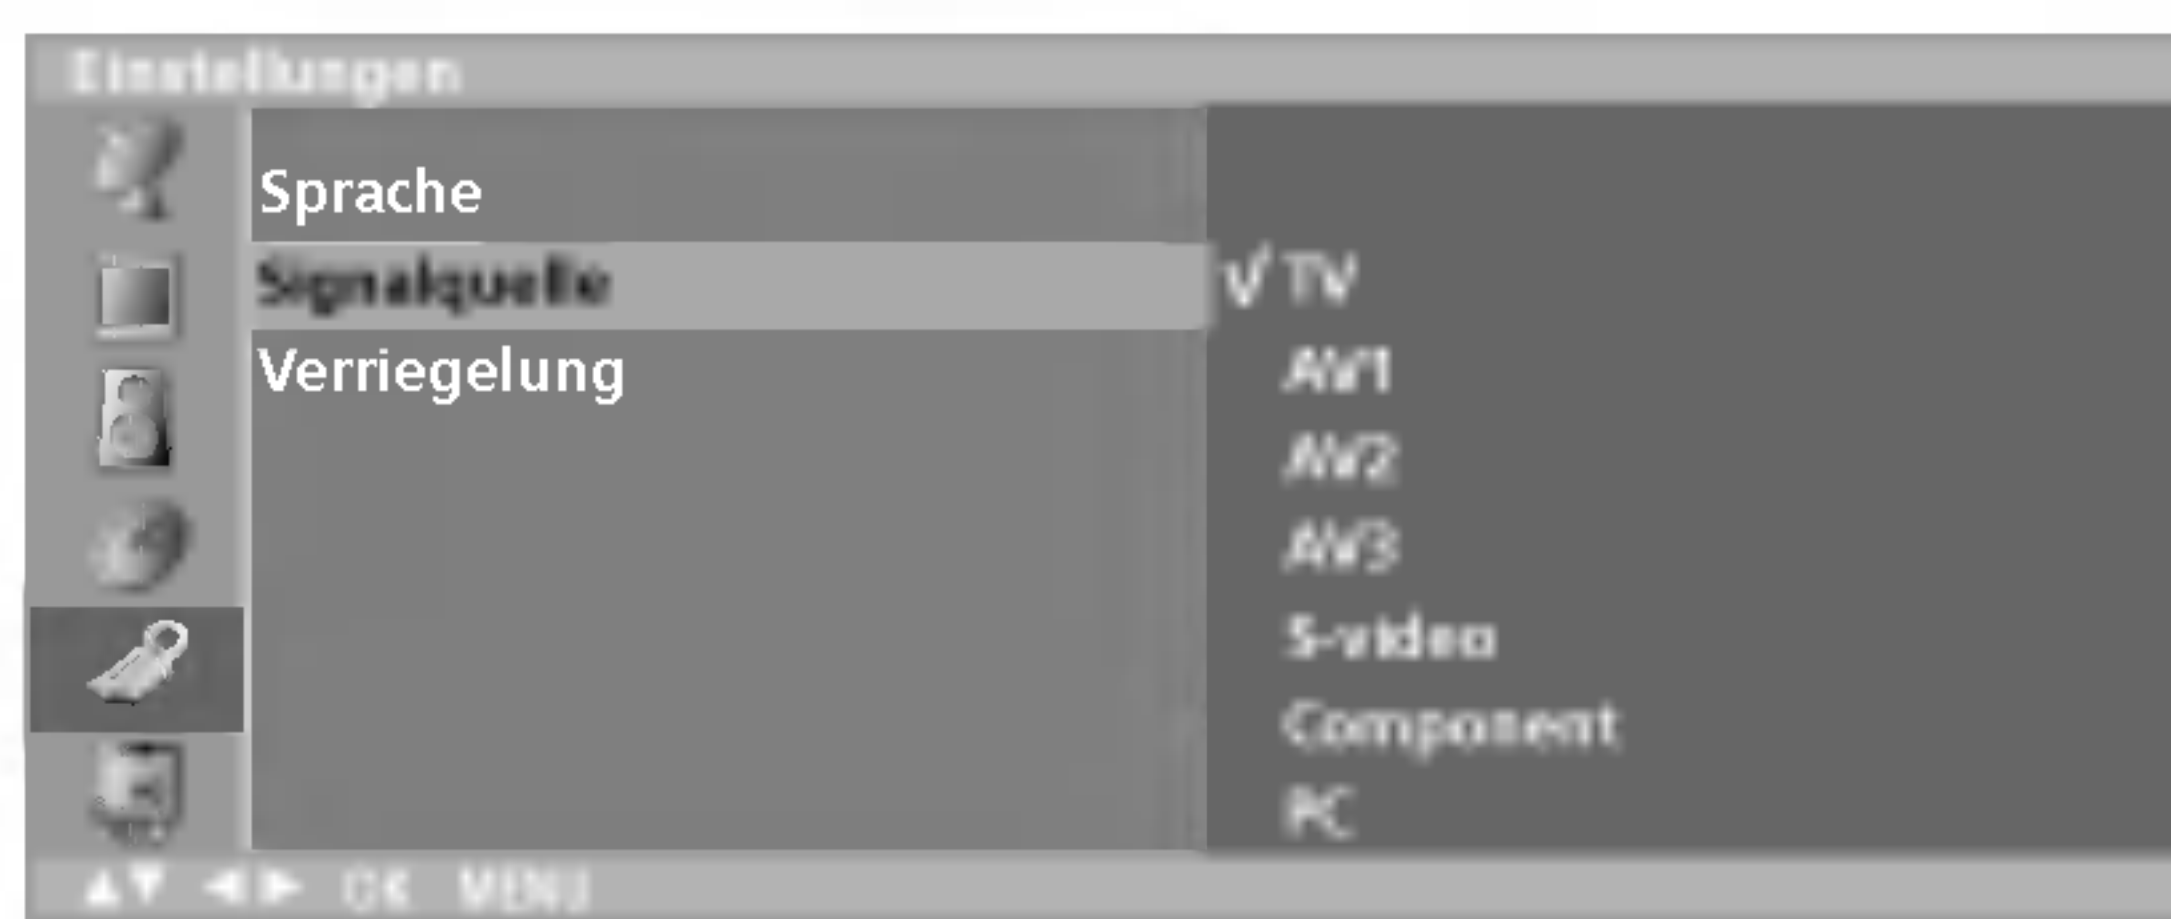 Einstellungen
Sprache
Signalquelle
Verriegelung
√ TV
AV1
AV2
AV3
S-video
Component
PC
▲▼ ◀▶ OK MENU